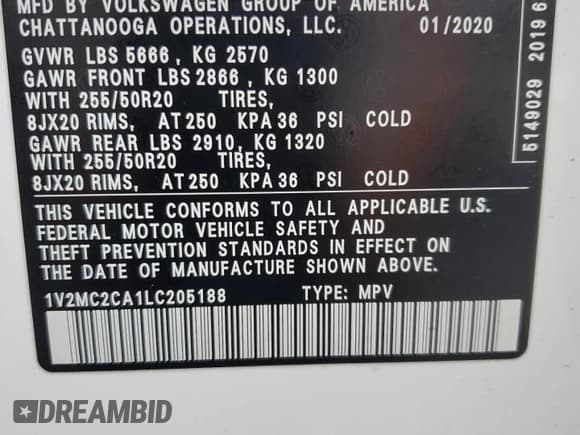 MFD BY VOLKSWAGEN GROUP OF AMERICA
CHATTANOOGA OPERATIONS, LLC. 01/2020
GVWR LBS 5666 , KG 2570
GAWR FRONT LBS 2866 , KG 1300
WITH 255/50R20 TIRES,
8JX20 RIMS, AT 250 KPA 36 PSI COLD
GAWR REAR LBS 2910, KG 1320
WITH 255/50R20 TIRES,
8JX20 RIMS, AT 250 KPA 36 PSI COLD
THIS VEHICLE CONFORMS TO ALL APPLICABLE U.S.
FEDERAL MOTOR VEHICLE SAFETY AND
THEFT PREVENTION STANDARDS IN EFFECT ON
THE DATE OF MANUFACTURE SHOWN ABOVE.
1V2MC2CA1LC205188 TYPE: MPV
5149029 2019 6
DREAMBID